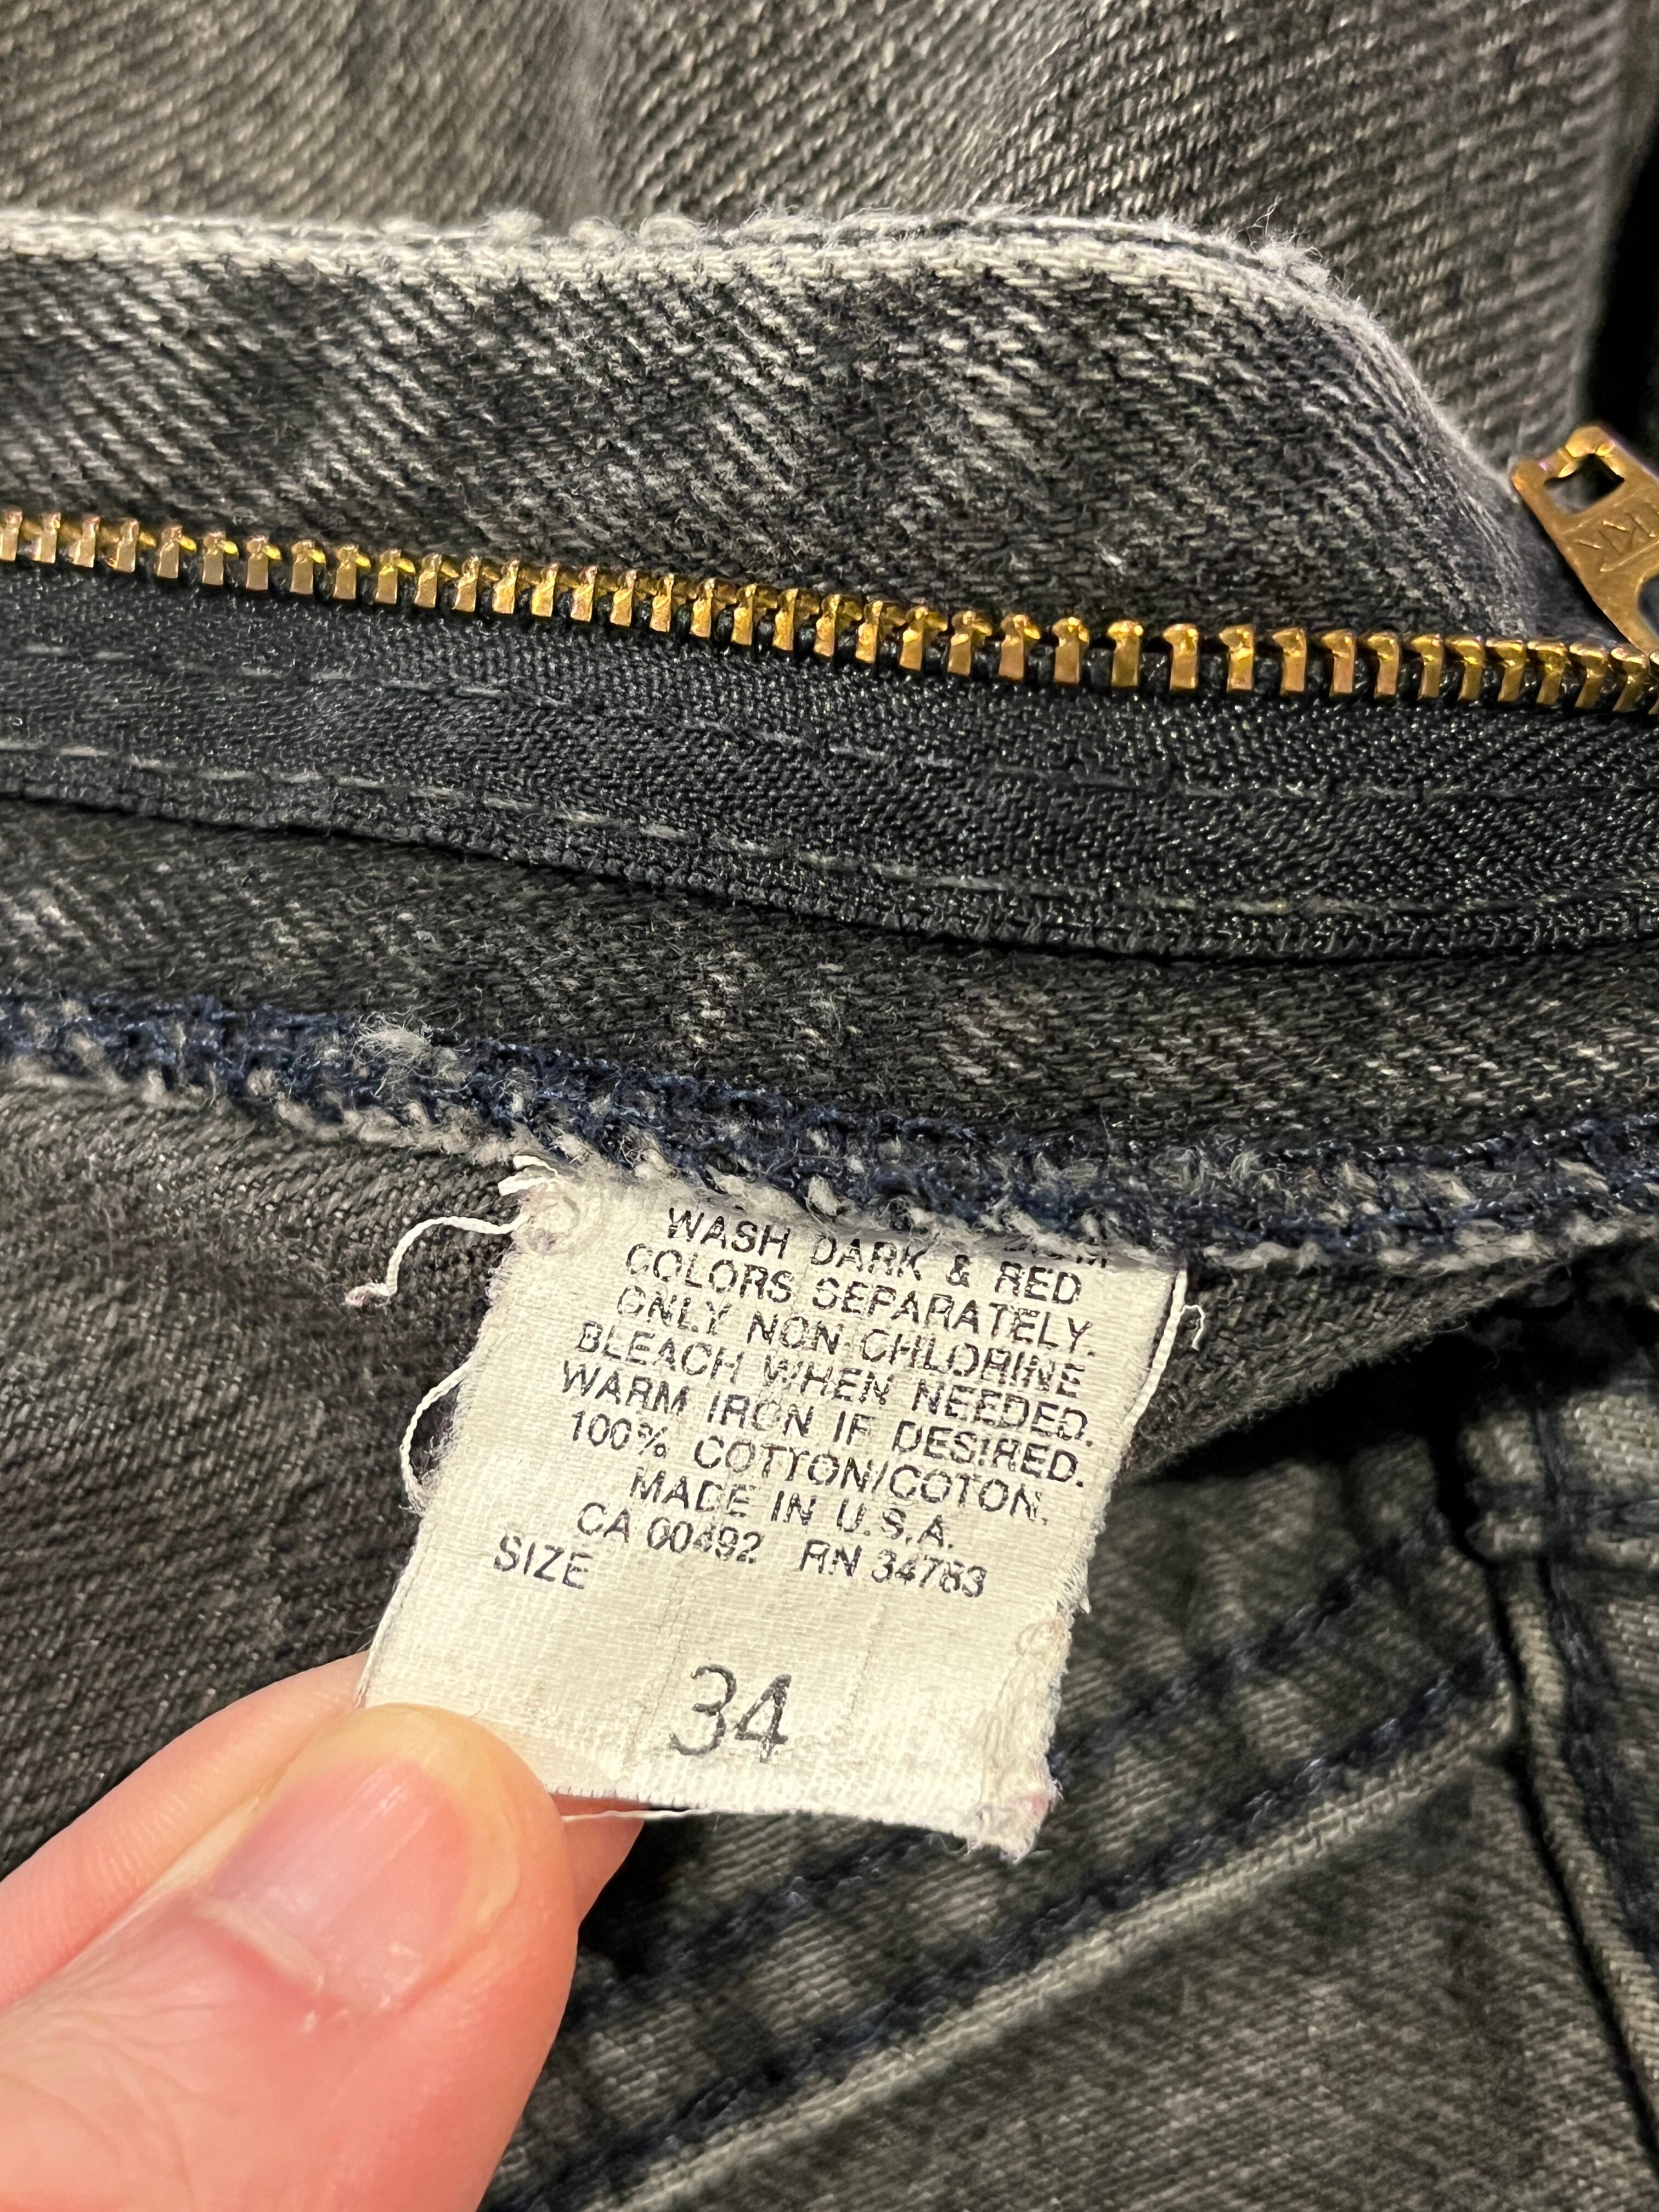 WASH DARK & RED
COLORS SEPARATELY.
ONLY NON-CHLORINE
BLEACH WHEN NEEDED.
WARM IRON IF DESIRED.
100% COTTON/COTON.
MADE IN U.S.A.
CA 00492 RN 34783
SIZE
34